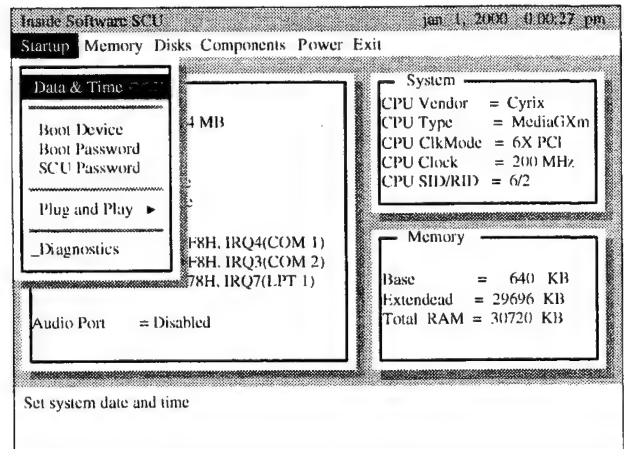 Inside Software SCU jan 1, 2000 0.00:27 pm
Startup Memory Disks Components Power Exit
Data & Time
Boot Device
Boot Password
SCU Password
Plug and Play ►
_Diagnostics
4 MB
F8H, IRQ4(COM 1)
F8H, IRQ3(COM 2)
78H, IRQ7(LPT 1)
Audio Port = Disabled
System
CPU Vendor = Cyrix
CPU Type = MediaGXm
CPU ClkMode = 6X PCI
CPU Clock = 200 MHz
CPU SID/RID = 6/2
Memory
Base = 640 KB
Extendead = 29696 KB
Total RAM = 30720 KB
Set system date and time